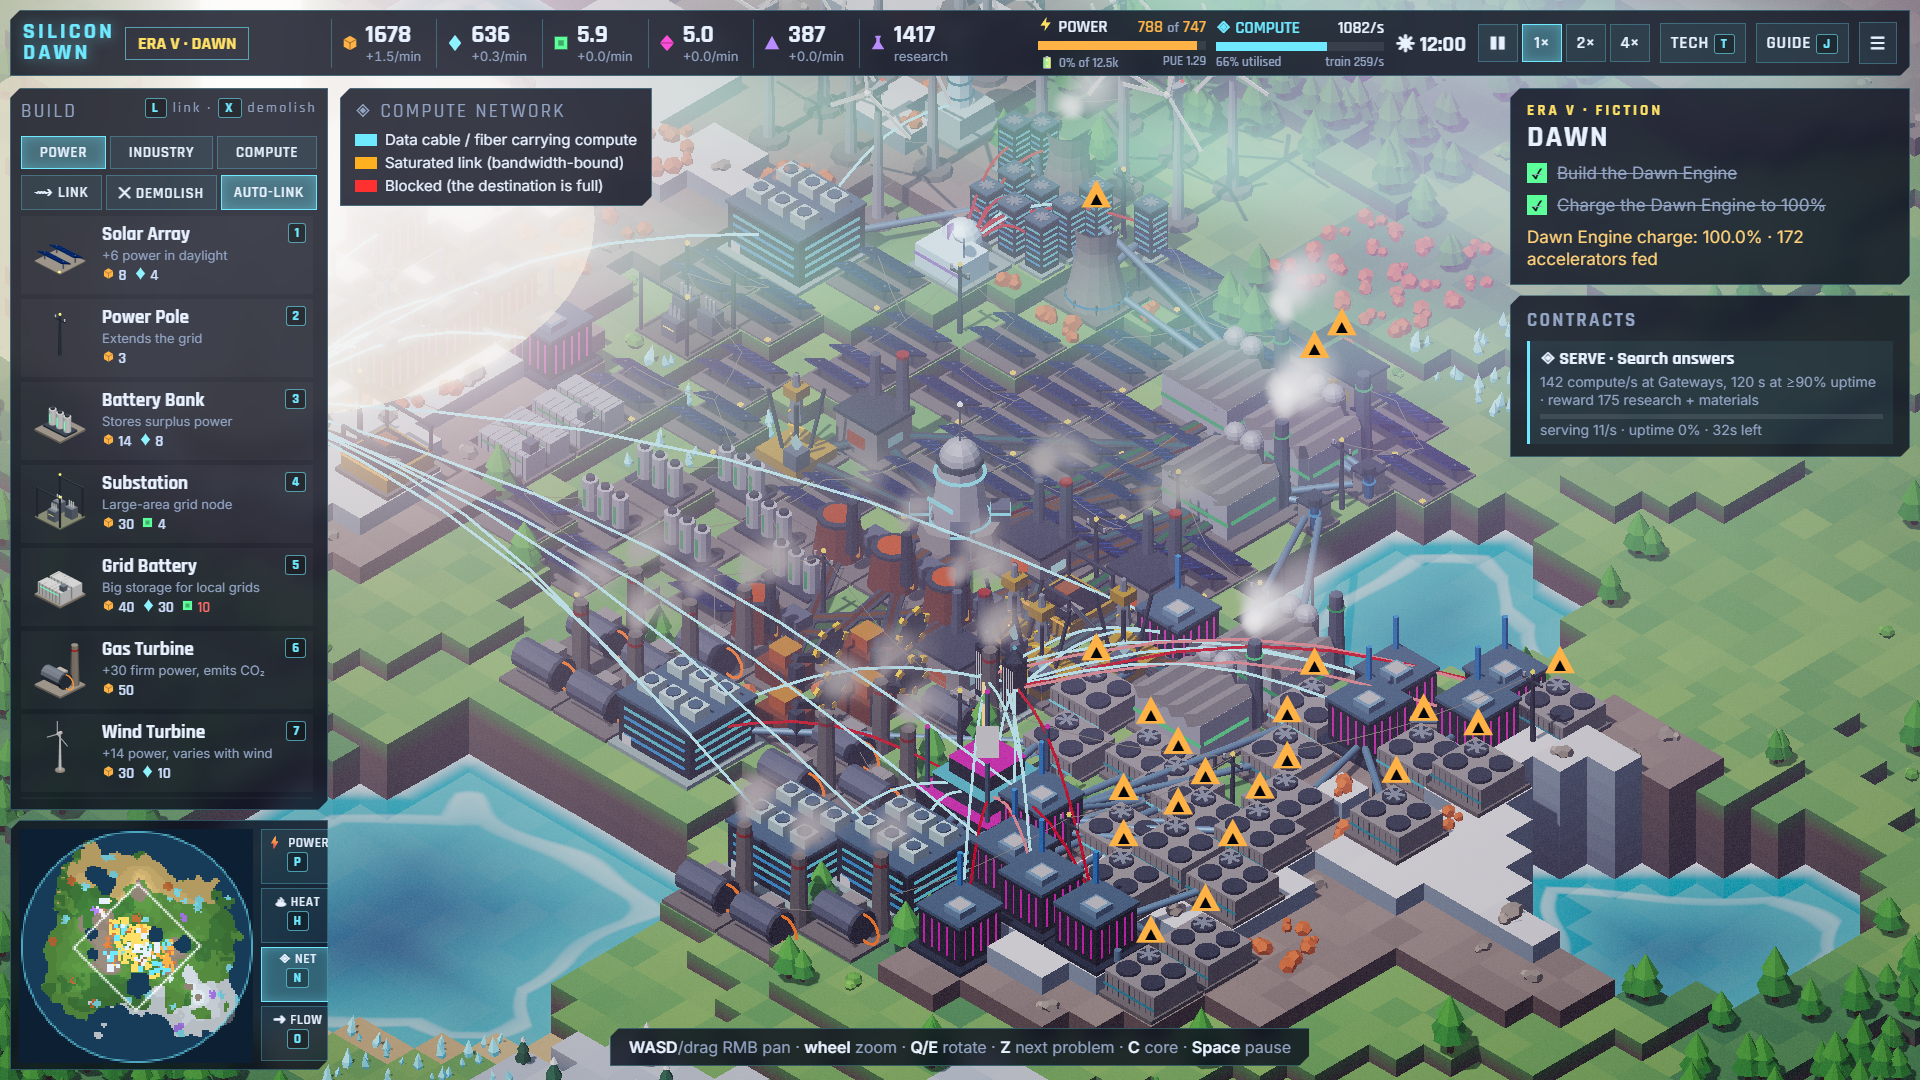 SILICON DAWN
ERA V · DAWN
1678
+1.5/min
636
+0.3/min
5.9
+0.0/min
5.0
+0.0/min
387
+0.0/min
1417
research
POWER 788 of 747
0% of 12.5k PUE 1.29
COMPUTE 1082/s
66% utilised train 259/s
12:00
1× 2× 4×
TECH T
GUIDE J
BUILD L link · X demolish
POWER INDUSTRY COMPUTE
LINK DEMOLISH AUTO-LINK
Solar Array 1
+6 power in daylight
8 4
Power Pole 2
Extends the grid
3
Battery Bank 3
Stores surplus power
14 8
Substation 4
Large-area grid node
30 4
Grid Battery 5
Big storage for local grids
40 30 10
Gas Turbine 6
+30 firm power, emits CO₂
50
Wind Turbine 7
+14 power, varies with wind
30 10
COMPUTE NETWORK
Data cable / fiber carrying compute
Saturated link (bandwidth-bound)
Blocked (the destination is full)
ERA V · FICTION
DAWN
Build the Dawn Engine
Charge the Dawn Engine to 100%
Dawn Engine charge: 100.0% · 172
accelerators fed
CONTRACTS
SERVE · Search answers
142 compute/s at Gateways, 120 s at ≥90% uptime
· reward 175 research + materials
serving 11/s · uptime 0% · 32s left
POWER
P
HEAT
H
NET
N
FLOW
O
WASD/drag RMB pan · wheel zoom · Q/E rotate · Z next problem · C core · Space pause